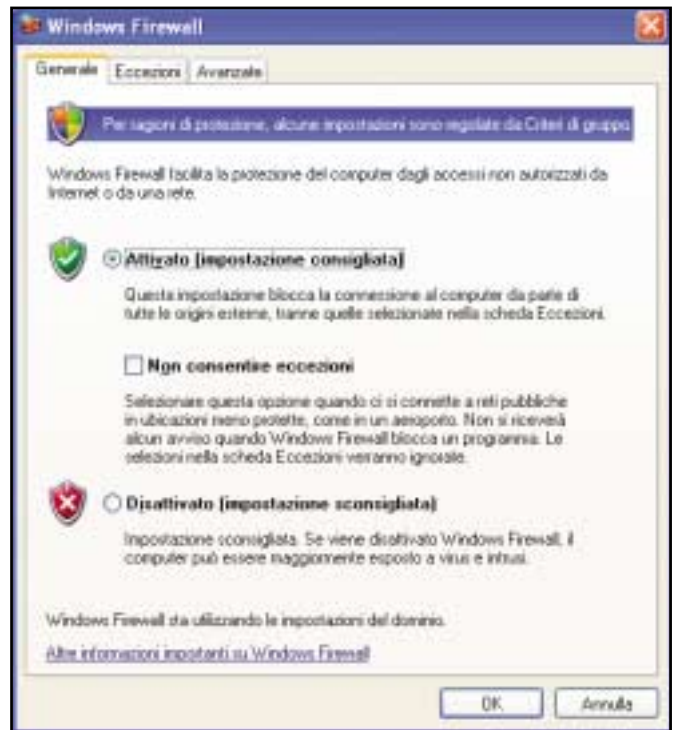 Windows Firewall
Generale Eccezioni Avanzate
Per ragioni di protezione, alcune impostazioni sono regolate da Criteri di gruppo
Windows Firewall facilita la protezione del computer dagli accessi non autorizzati da
Internet o da una rete.
Attivato (impostazione consigliata)
Questa impostazione blocca la connessione al computer da parte di
tutte le origini esterne, tranne quelle selezionate nella scheda Eccezioni.
Non consentire eccezioni
Selezionare questa opzione quando ci si connette a reti pubbliche
in ubicazioni meno protette, come in un aeroporto. Non si riceverà
alcun avviso quando Windows Firewall blocca un programma. Le
selezioni nella scheda Eccezioni verranno ignorate.
Disattivato (impostazione sconsigliata)
Impostazione sconsigliata. Se viene disattivato Windows Firewall, il
computer può essere maggiormente esposto a virus e intrusi.
Windows Firewall sta utilizzando le impostazioni del dominio.
Altre informazioni importanti su Windows Firewall
OK Annulla